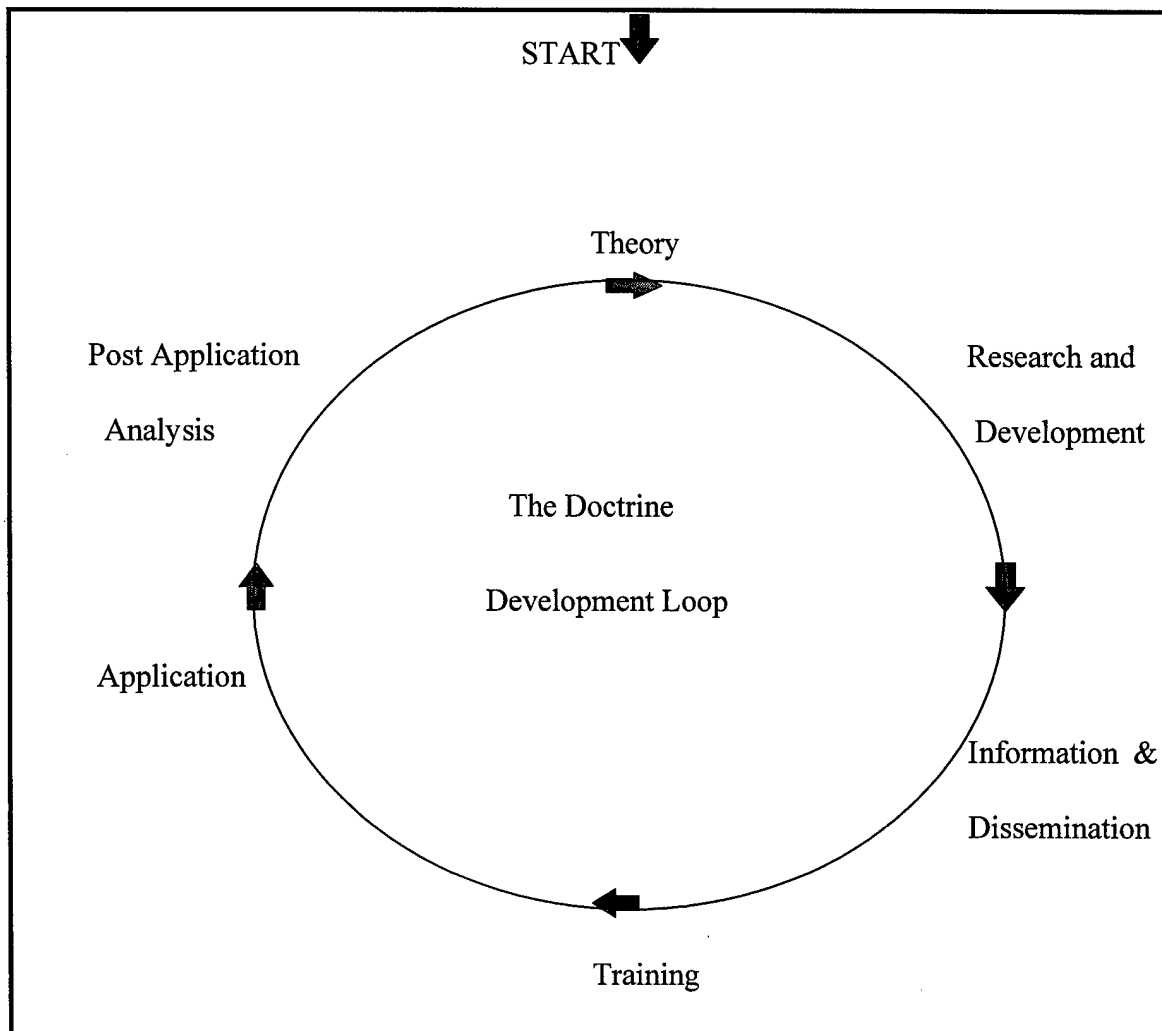 START
Theory
Post Application
Analysis
Research and
Development
The Doctrine
Development Loop
Application
Information &
Dissemination
Training